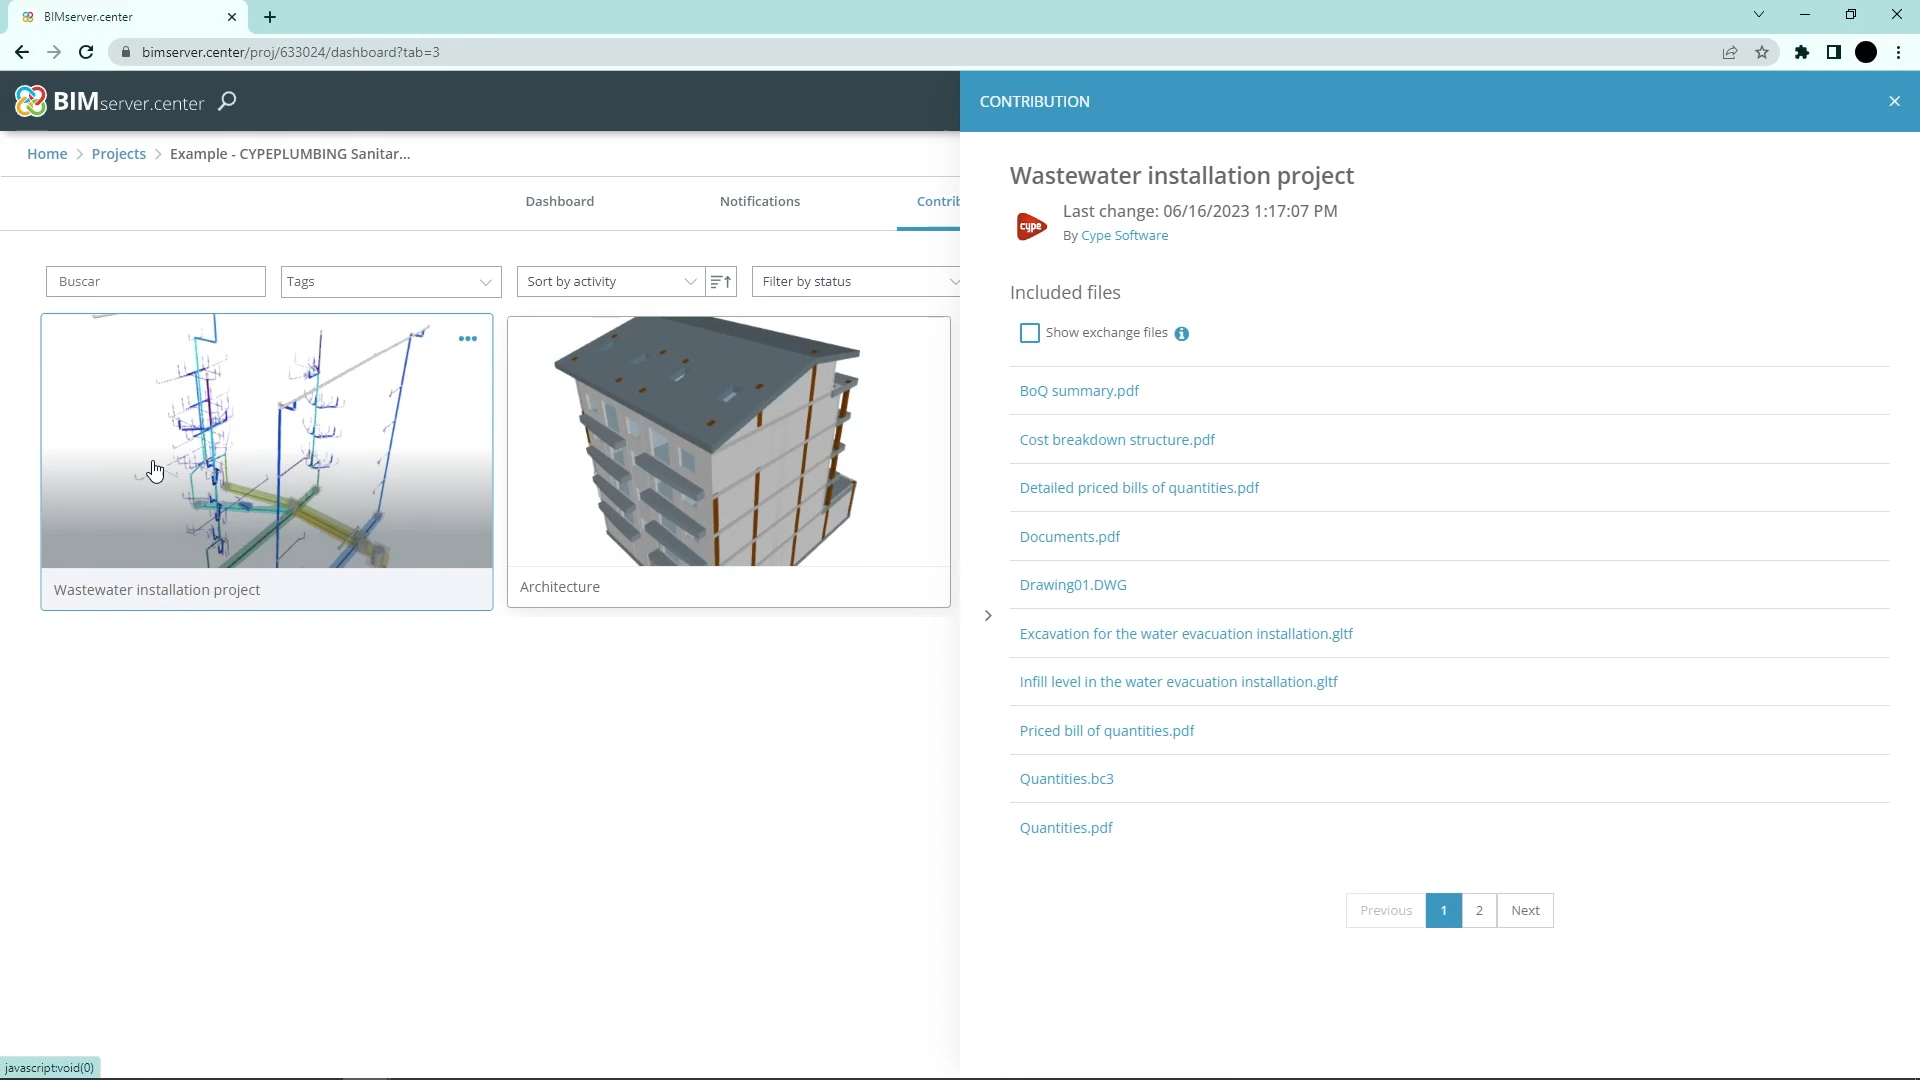 BIMserver.center
bimserver.center/proj/633024/dashboard?tab=3
BIMserver.center
CONTRIBUTION
Home > Projects > Example - CYPEPLUMBING Sanitar...
Dashboard
Notifications
Contrib
Wastewater installation project
cype
Last change: 06/16/2023 1:17:07 PM
By Cype Software
Buscar
Tags
Sort by activity
Filter by status
Included files
Show exchange files
BoQ summary.pdf
Cost breakdown structure.pdf
Detailed priced bills of quantities.pdf
Documents.pdf
Drawing01.DWG
Excavation for the water evacuation installation.gltf
Infill level in the water evacuation installation.gltf
Priced bill of quantities.pdf
Quantities.bc3
Quantities.pdf
Wastewater installation project
Architecture
Previous 1 2 Next
javascript:void(0)